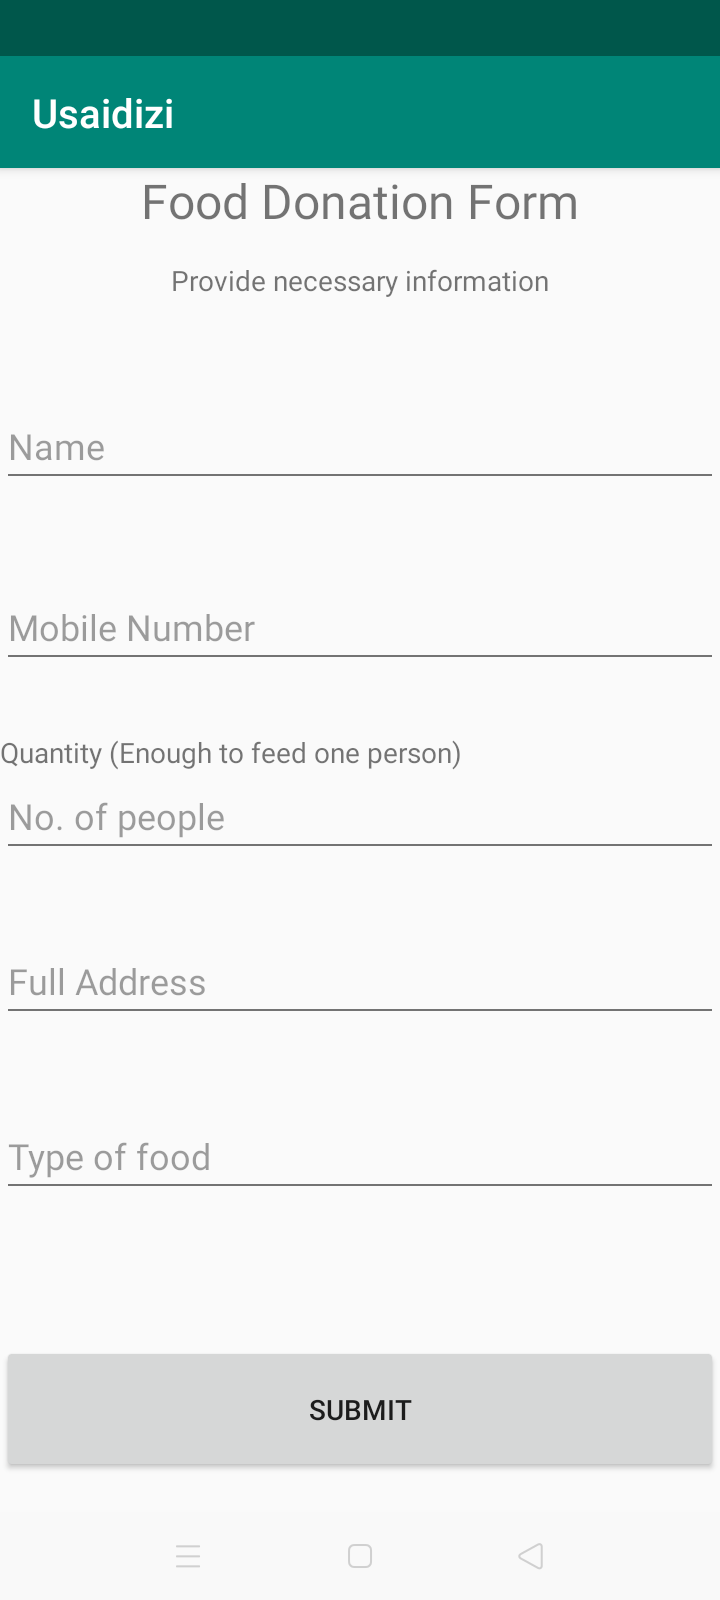 Usaidizi
Food Donation Form
Provide necessary information
Name
Mobile Number
Quantity (Enough to feed one person)
No. of people
Full Address
Type of food
SUBMIT